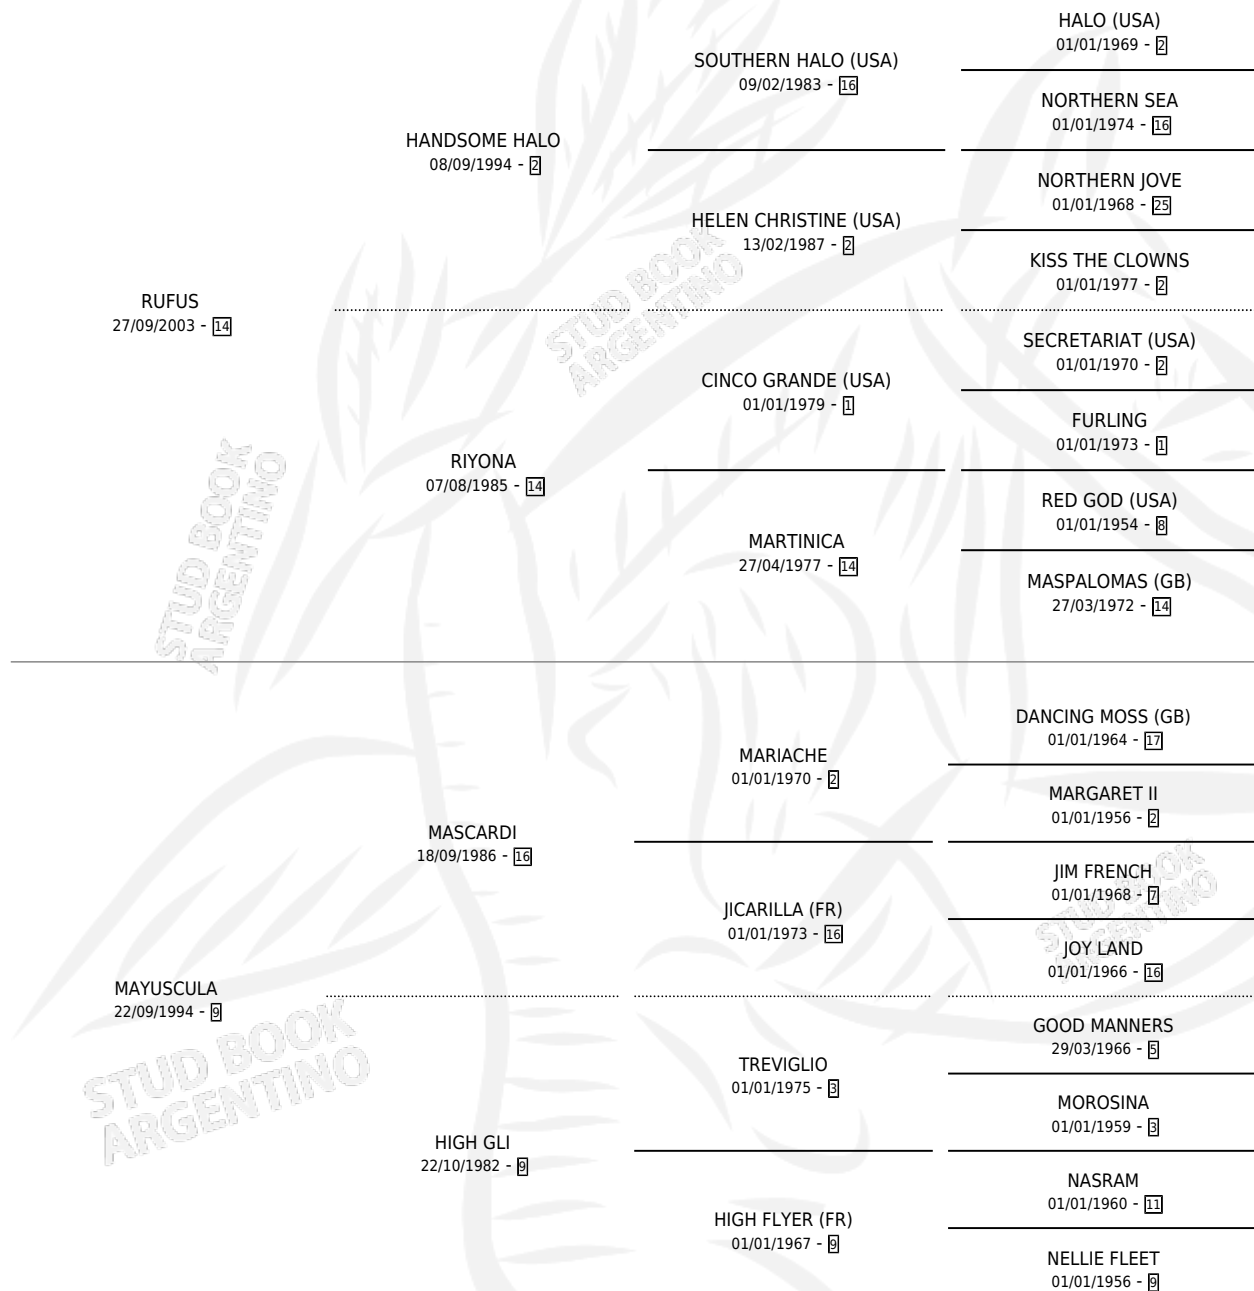 HALO (USA)
01/01/1969 - 2
SOUTHERN HALO (USA)
09/02/1983 - 16
NORTHERN SEA
01/01/1974 - 16
HANDSOME HALO
08/09/1994 - 2
NORTHERN JOVE
01/01/1968 - 25
HELEN CHRISTINE (USA)
13/02/1987 - 2
KISS THE CLOWNS
01/01/1977 - 2
RUFUS
27/09/2003 - 14
STUD BOOK
ARGENTINO
SECRETARIAT (USA)
01/01/1970 - 2
CINCO GRANDE (USA)
01/01/1979 - 1
FURLING
01/01/1973 - 1
RIYONA
07/08/1985 - 14
RED GOD (USA)
01/01/1954 - 8
MARTINICA
27/04/1977 - 14
MASPALOMAS (GB)
27/03/1972 - 14
STUD BOOK
ARGENTINO
DANCING MOSS (GB)
01/01/1964 - 17
MARIACHE
01/01/1970 - 2
MARGARET II
01/01/1956 - 2
MASCARDI
18/09/1986 - 16
JIM FRENCH
01/01/1968 - 7
JICARILLA (FR)
01/01/1973 - 16
STUD BOOK
ARGENTINO
JOY LAND
01/01/1966 - 16
MAYUSCULA
22/09/1994 - 9
STUD BOOK
ARGENTINO
GOOD MANNERS
29/03/1966 - 5
TREVIGLIO
01/01/1975 - 3
MOROSINA
01/01/1959 - 3
HIGH GLI
22/10/1982 - 9
NASRAM
01/01/1960 - 11
HIGH FLYER (FR)
01/01/1967 - 9
NELLIE FLEET
01/01/1956 - 9